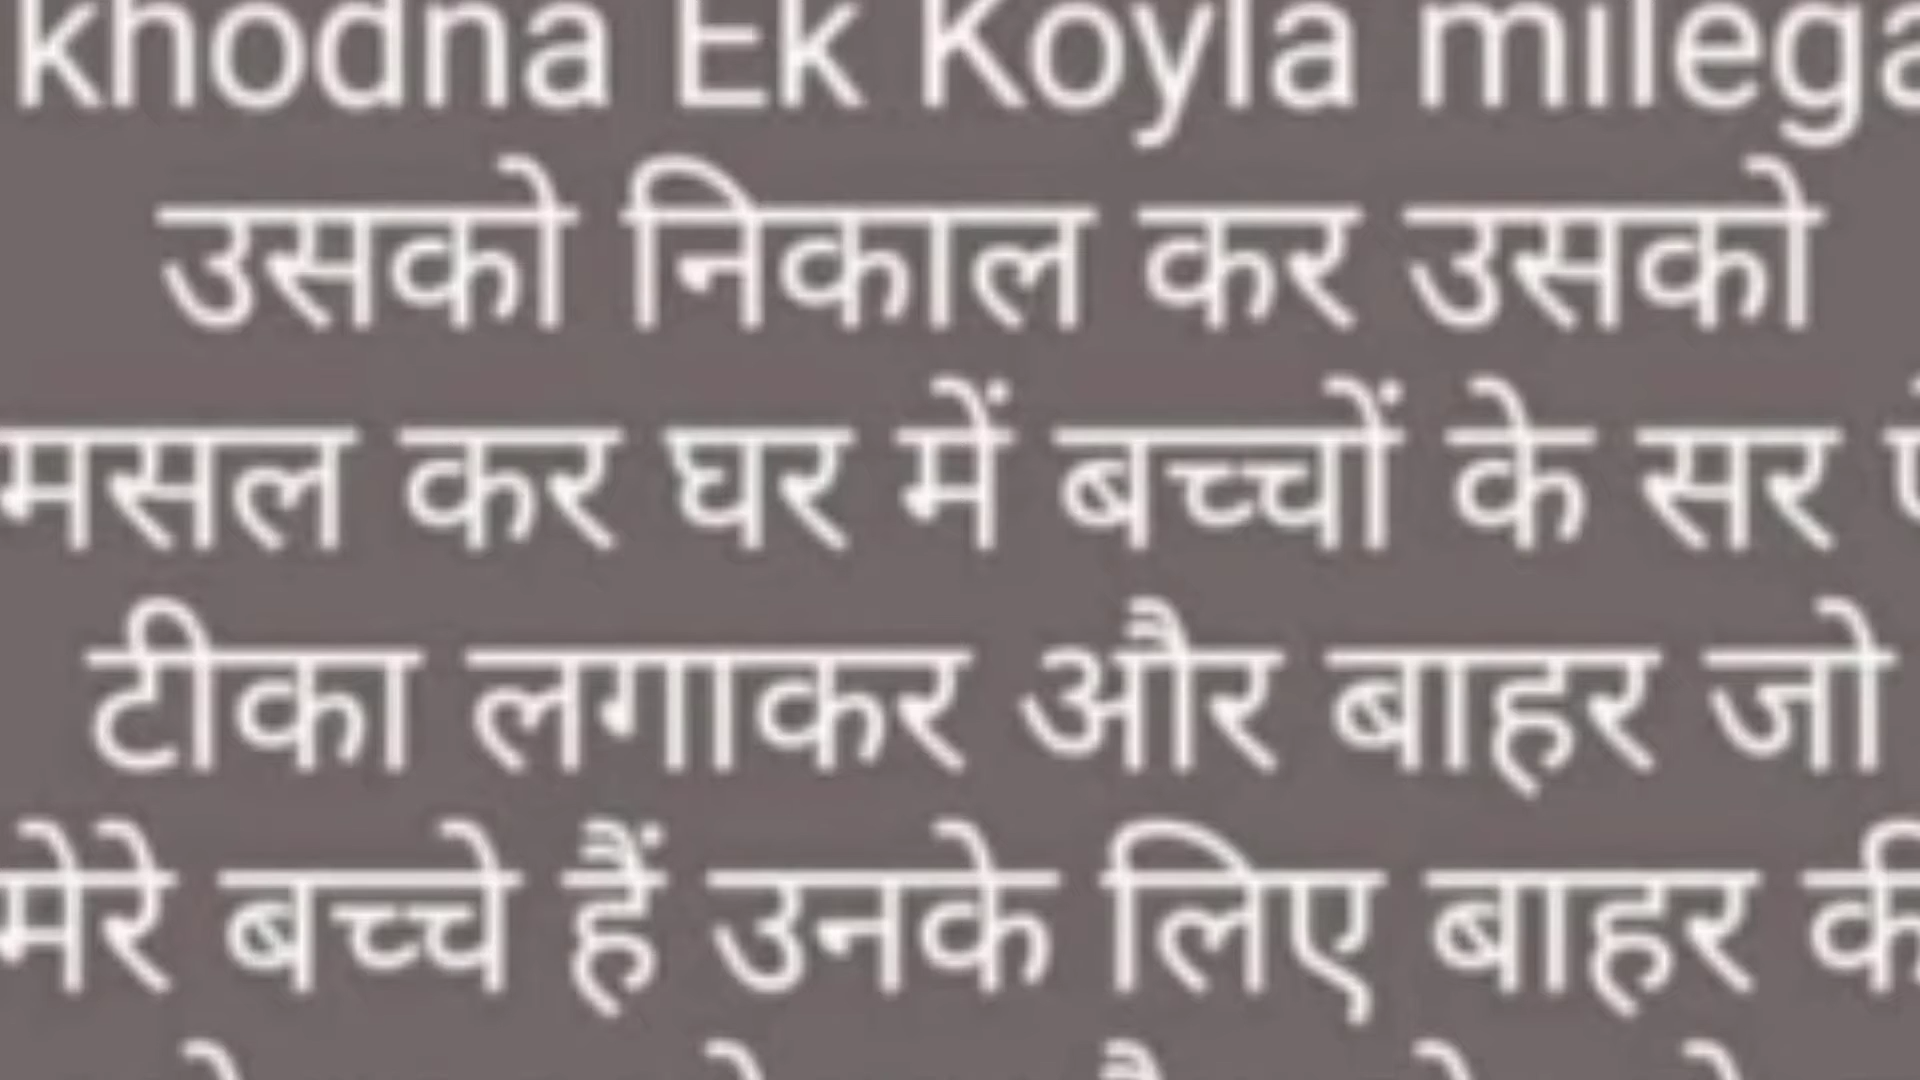 khodna Ek Koyla milega
उसको निकाल कर उसको
मसल कर घर में बच्चों के सर पे
टीका लगाकर और बाहर जो
मेरे बच्चे हैं उनके लिए बाहर की